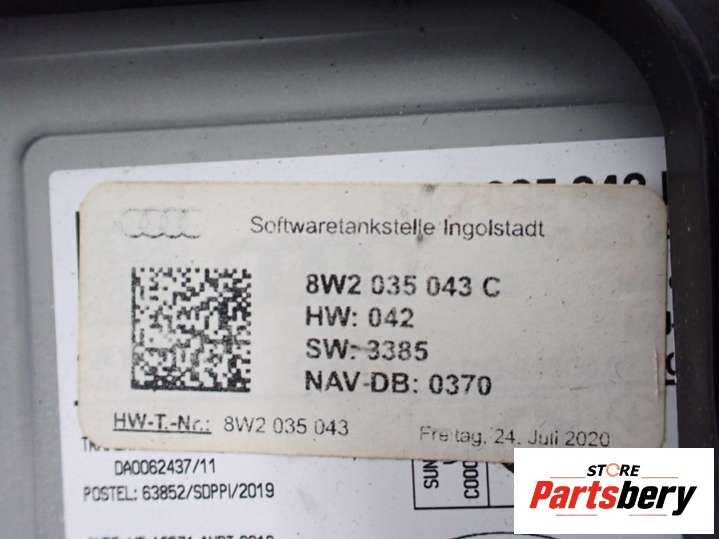 Softwaretankstelle Ingolstadt
8W2 035 043 C
HW: 042
SW: 3385
NAV-DB: 0370
HW-T.-Nr.: 8W2 035 043
Freitag, 24. Juli 2020
DA0062437/11
POSTEL: 63852/SDPPI/2019
STORE
Partsbery